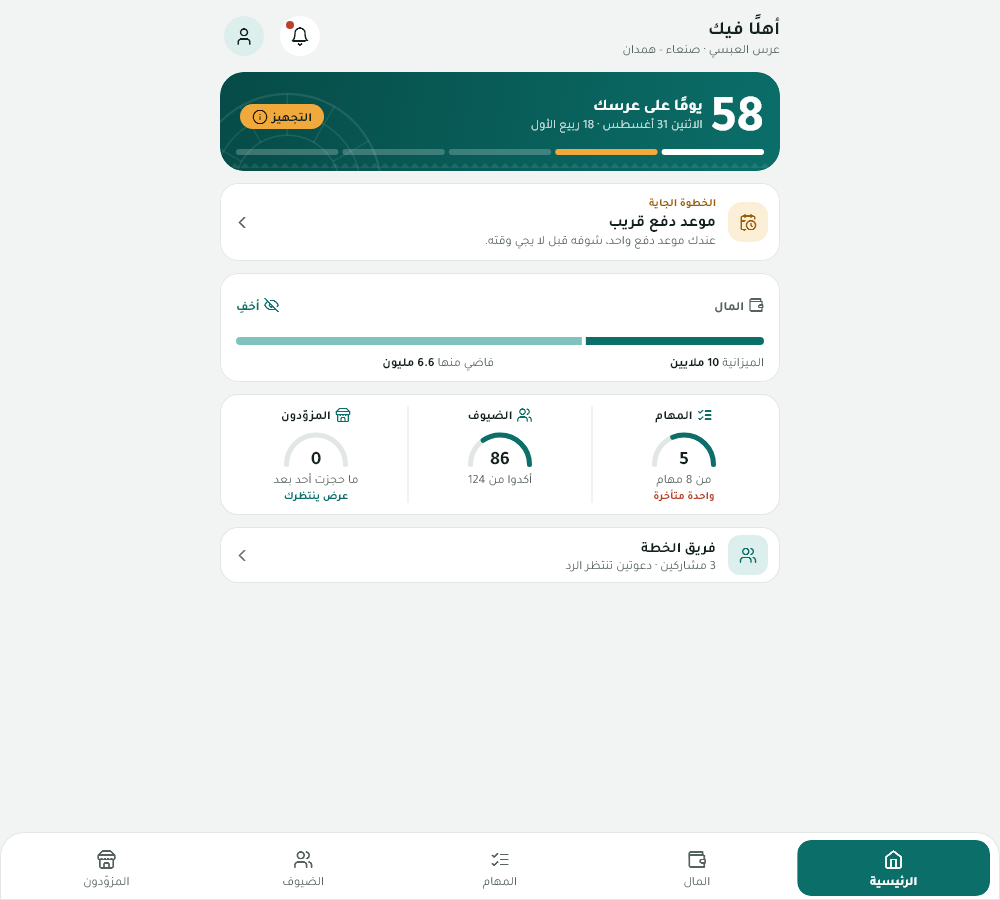 أهلًا فيك
عرس العبسي · صنعاء - همدان
58
يومًا على عرسك
الاثنين 31 أغسطس · 18 ربيع الأول
التجهيز
الخطوة الجاية
موعد دفع قريب
عندك موعد دفع واحد، شوفه قبل لا يجي وقته.
المال
أخفِ
الميزانية 10 ملايين
فاضي منها 6.6 مليون
المهام
5
من 8 مهام
واحدة متأخرة
الضيوف
86
أكدوا من 124
المزوّدون
0
ما حجزت أحد بعد
عرض ينتظرك
فريق الخطة
3 مشاركين · دعوتين تنتظر الرد
الرئيسية
المال
المهام
الضيوف
المزوّدون